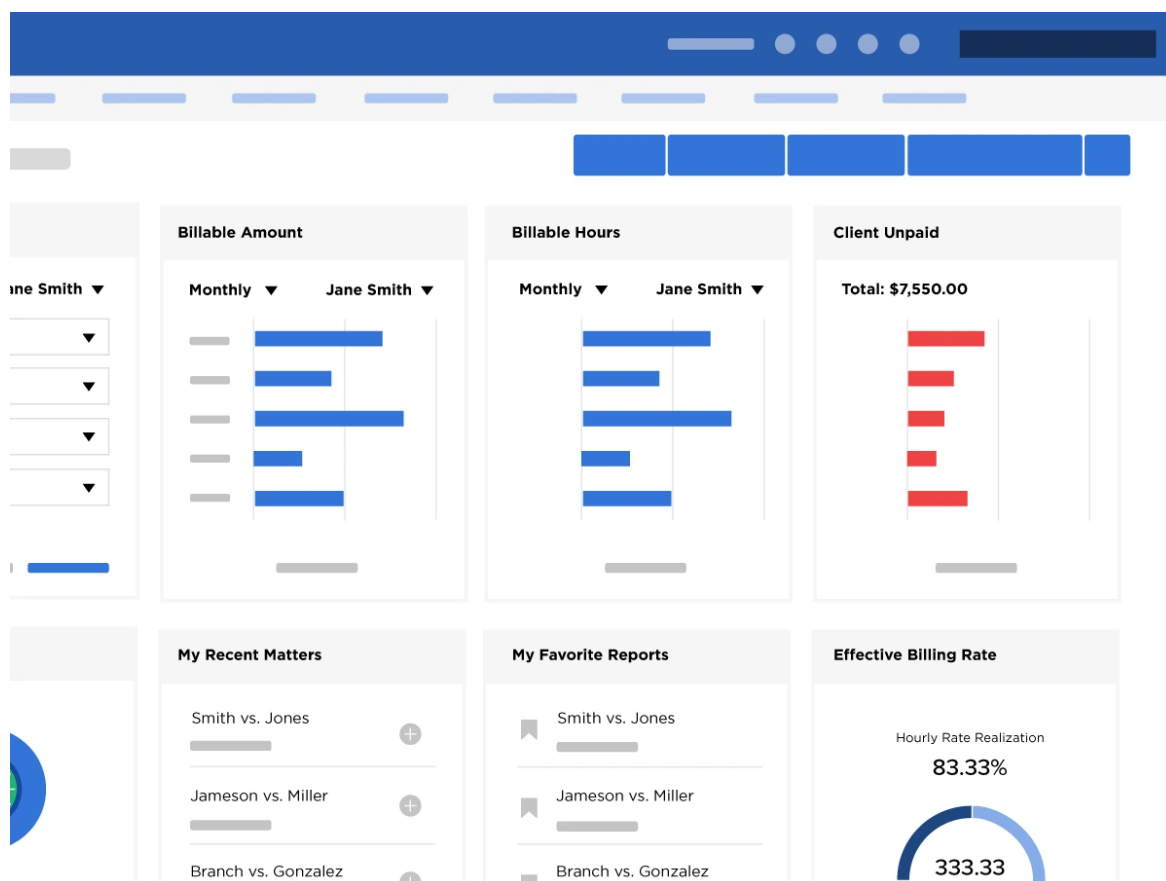 Billable Amount
Billable Hours
Client Unpaid
ane Smith
Monthly
Jane Smith
Monthly
Jane Smith
Total: $7,550.00
My Recent Matters
My Favorite Reports
Effective Billing Rate
Smith vs. Jones
Jameson vs. Miller
Branch vs. Gonzalez
Smith vs. Jones
Jameson vs. Miller
Branch vs. Gonzalez
Hourly Rate Realization
83.33%
333.33